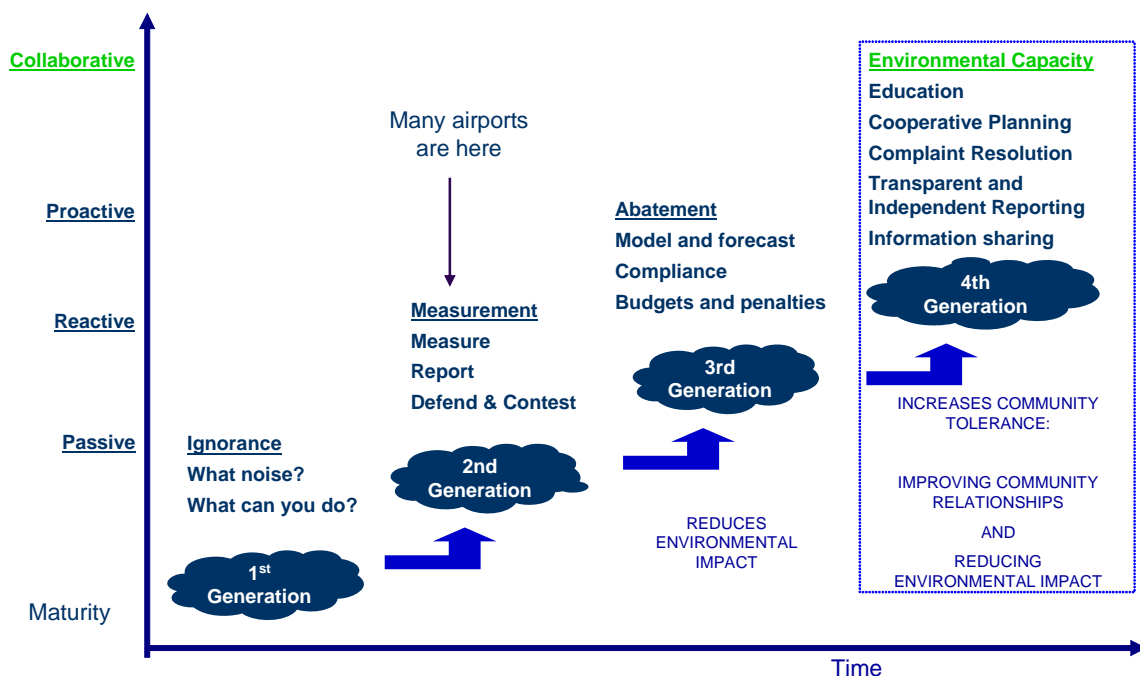 Collaborative
Proactive
Reactive
Passive
Maturity
Ignorance
What noise?
What can you do?
1st
Generation
Many airports
are here
Measurement
Measure
Report
Defend & Contest
2nd
Generation
Abatement
Model and forecast
Compliance
Budgets and penalties
3rd
Generation
REDUCES
ENVIRONMENTAL
IMPACT
Environmental Capacity
Education
Cooperative Planning
Complaint Resolution
Transparent and
Independent Reporting
Information sharing
4th
Generation
INCREASES COMMUNITY
TOLERANCE:
IMPROVING COMMUNITY
RELATIONSHIPS
AND
REDUCING
ENVIRONMENTAL IMPACT
Time